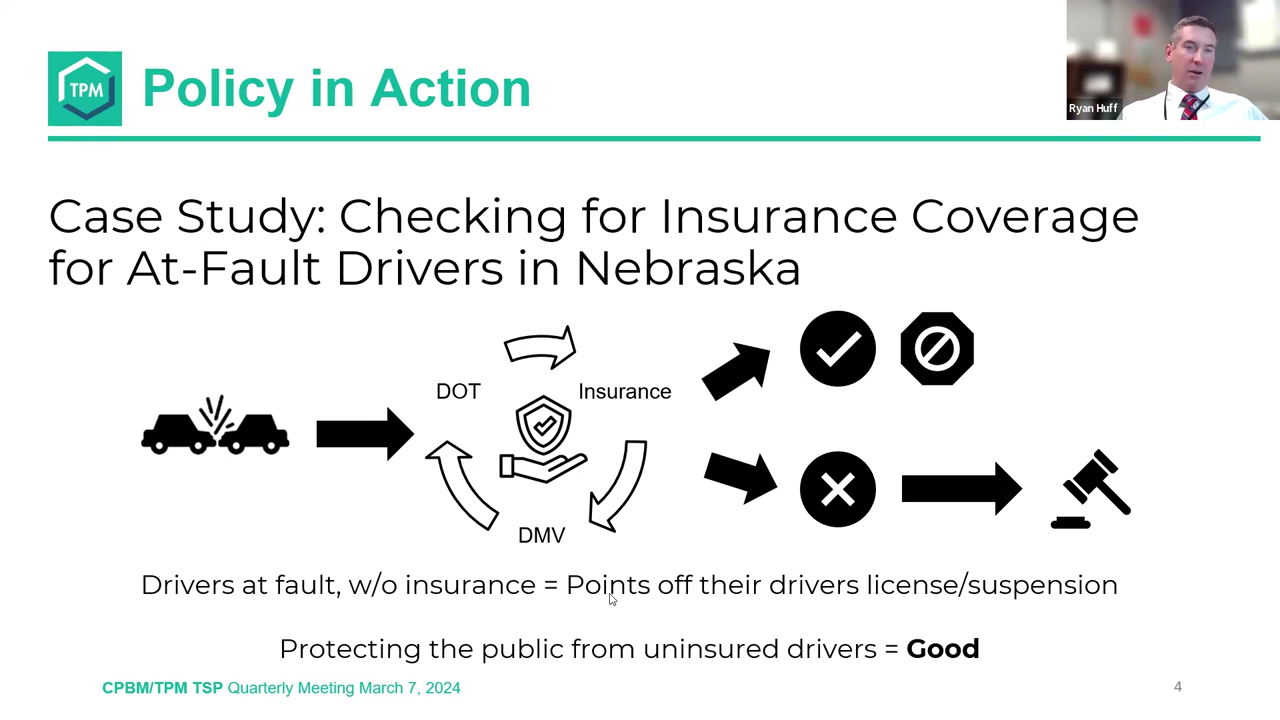 TPM
Policy in Action
Ryan Huff
Case Study: Checking for Insurance Coverage
for At-Fault Drivers in Nebraska
DOT
Insurance
DMV
Drivers at fault, w/o insurance = Points off their drivers license/suspension
Protecting the public from uninsured drivers = Good
CPBM/TPM TSP Quarterly Meeting March 7, 2024
4